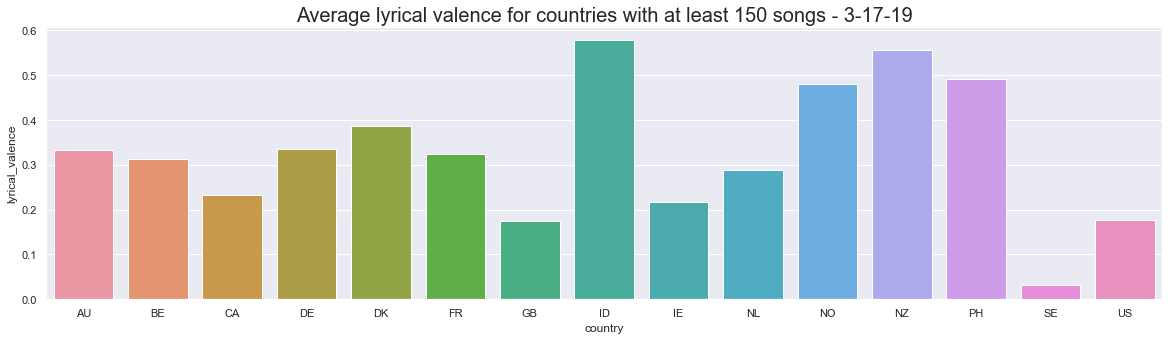 Average lyrical valence for countries with at least 150 songs - 3-17-19
0.6
0.5
0.4
0.3
0.2
0.1
0.0
lyrical_valence
AU BE CA DE DK FR GB ID IE NL NO NZ PH SE US
country